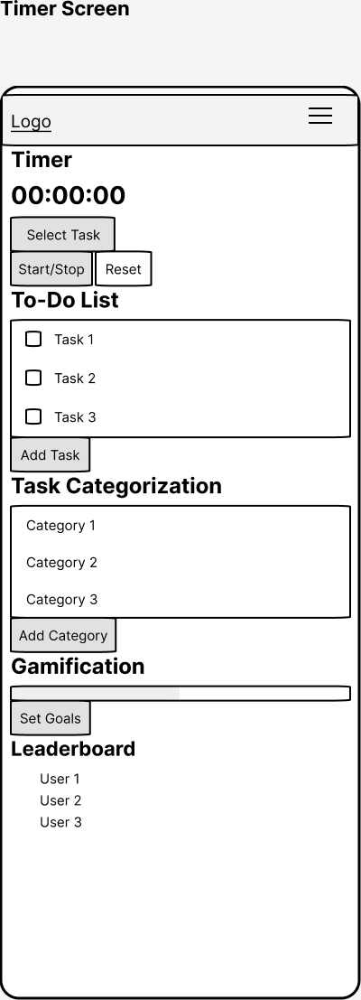 Timer Screen
Logo
Timer
00:00:00
Select Task
Start/Stop Reset
To-Do List
Task 1
Task 2
Task 3
Add Task
Task Categorization
Category 1
Category 2
Category 3
Add Category
Gamification
Set Goals
Leaderboard
User 1
User 2
User 3